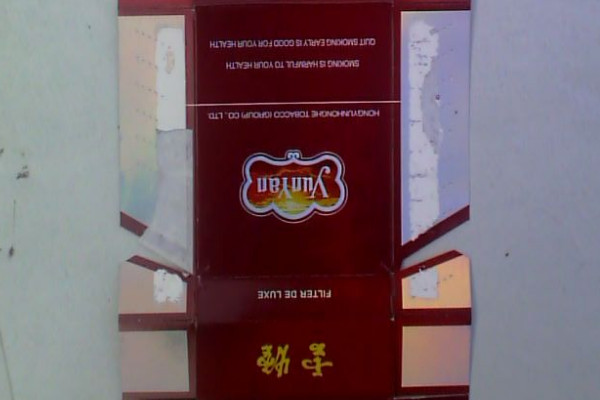 云烟
FILTER DE LUXE
YunYan
HONGYUNHONGHE TOBACCO (GROUP) CO., LTD.
SMOKING IS HARMFUL TO YOUR HEALTH
QUIT SMOKING EARLY IS GOOD FOR YOUR HEALTH